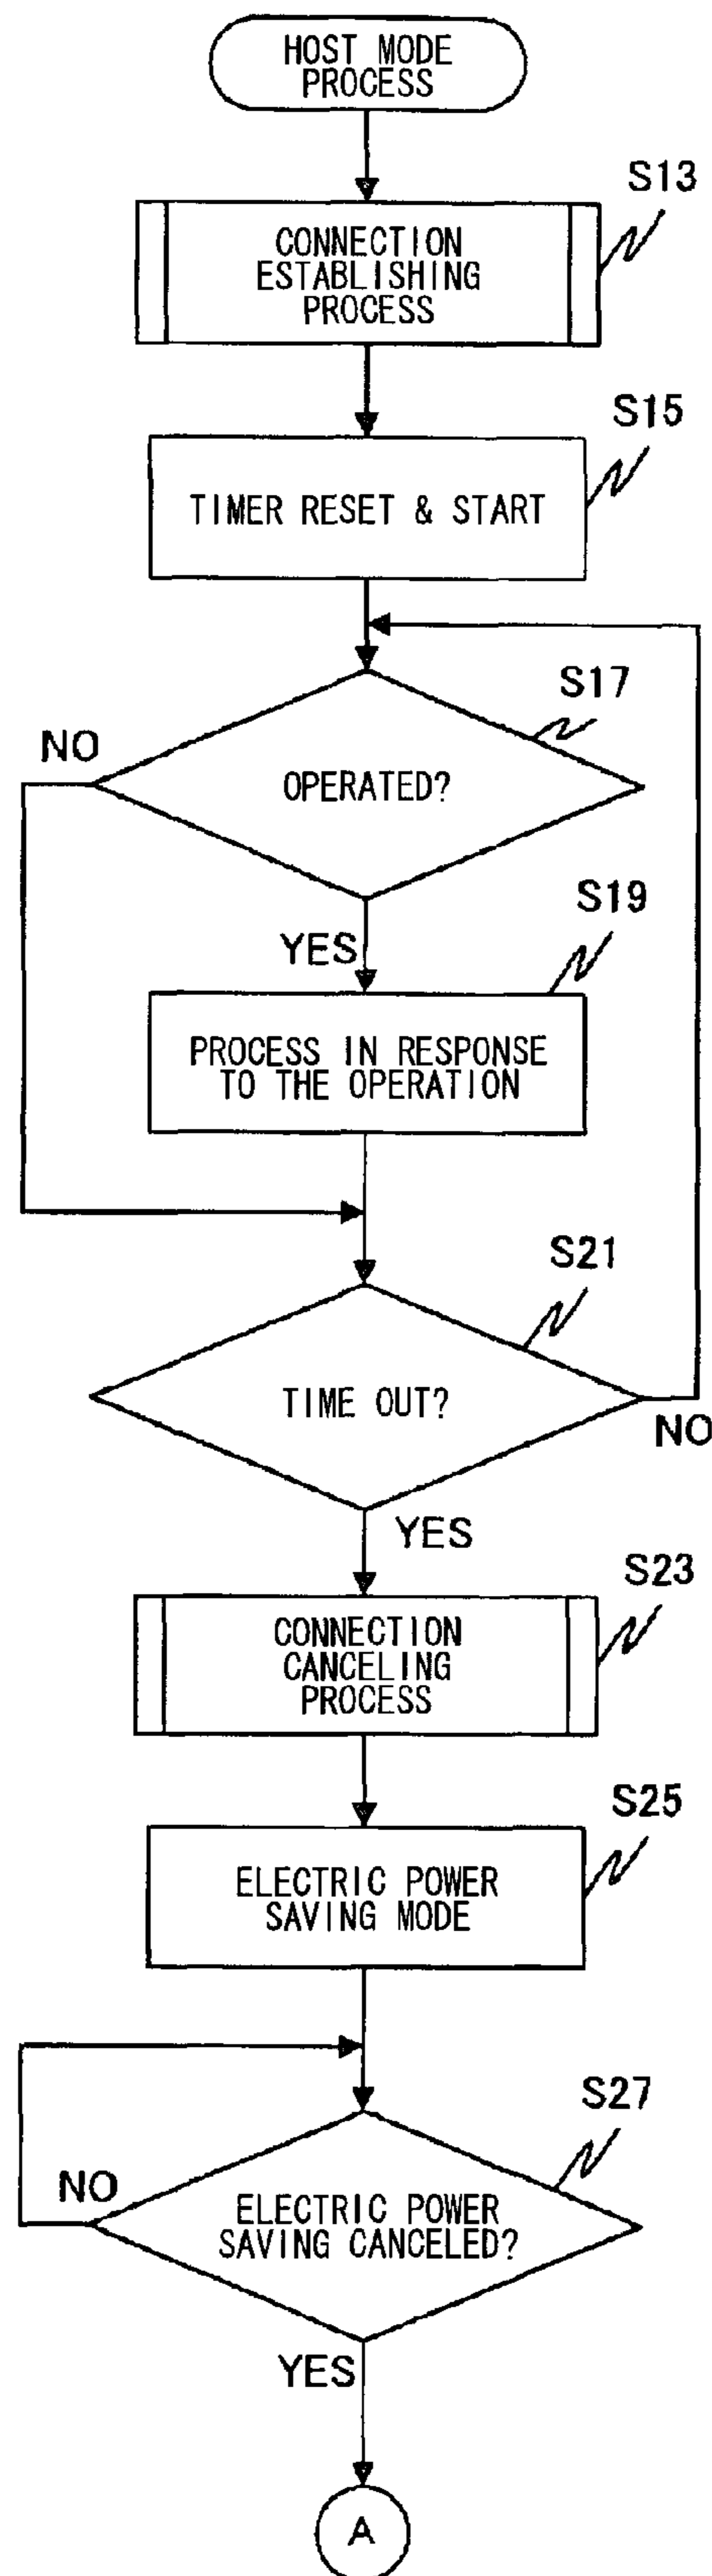 HOST MODE
PROCESS
S13
CONNECTION
ESTABLISHING
PROCESS
S15
TIMER RESET & START
S17
NO
OPERATED?
S19
YES
PROCESS IN RESPONSE
TO THE OPERATION
S21
TIME OUT?
NO
YES
S23
CONNECTION
CANCELING
PROCESS
S25
ELECTRIC POWER
SAVING MODE
S27
NO
ELECTRIC POWER
SAVING CANCELED?
YES
A